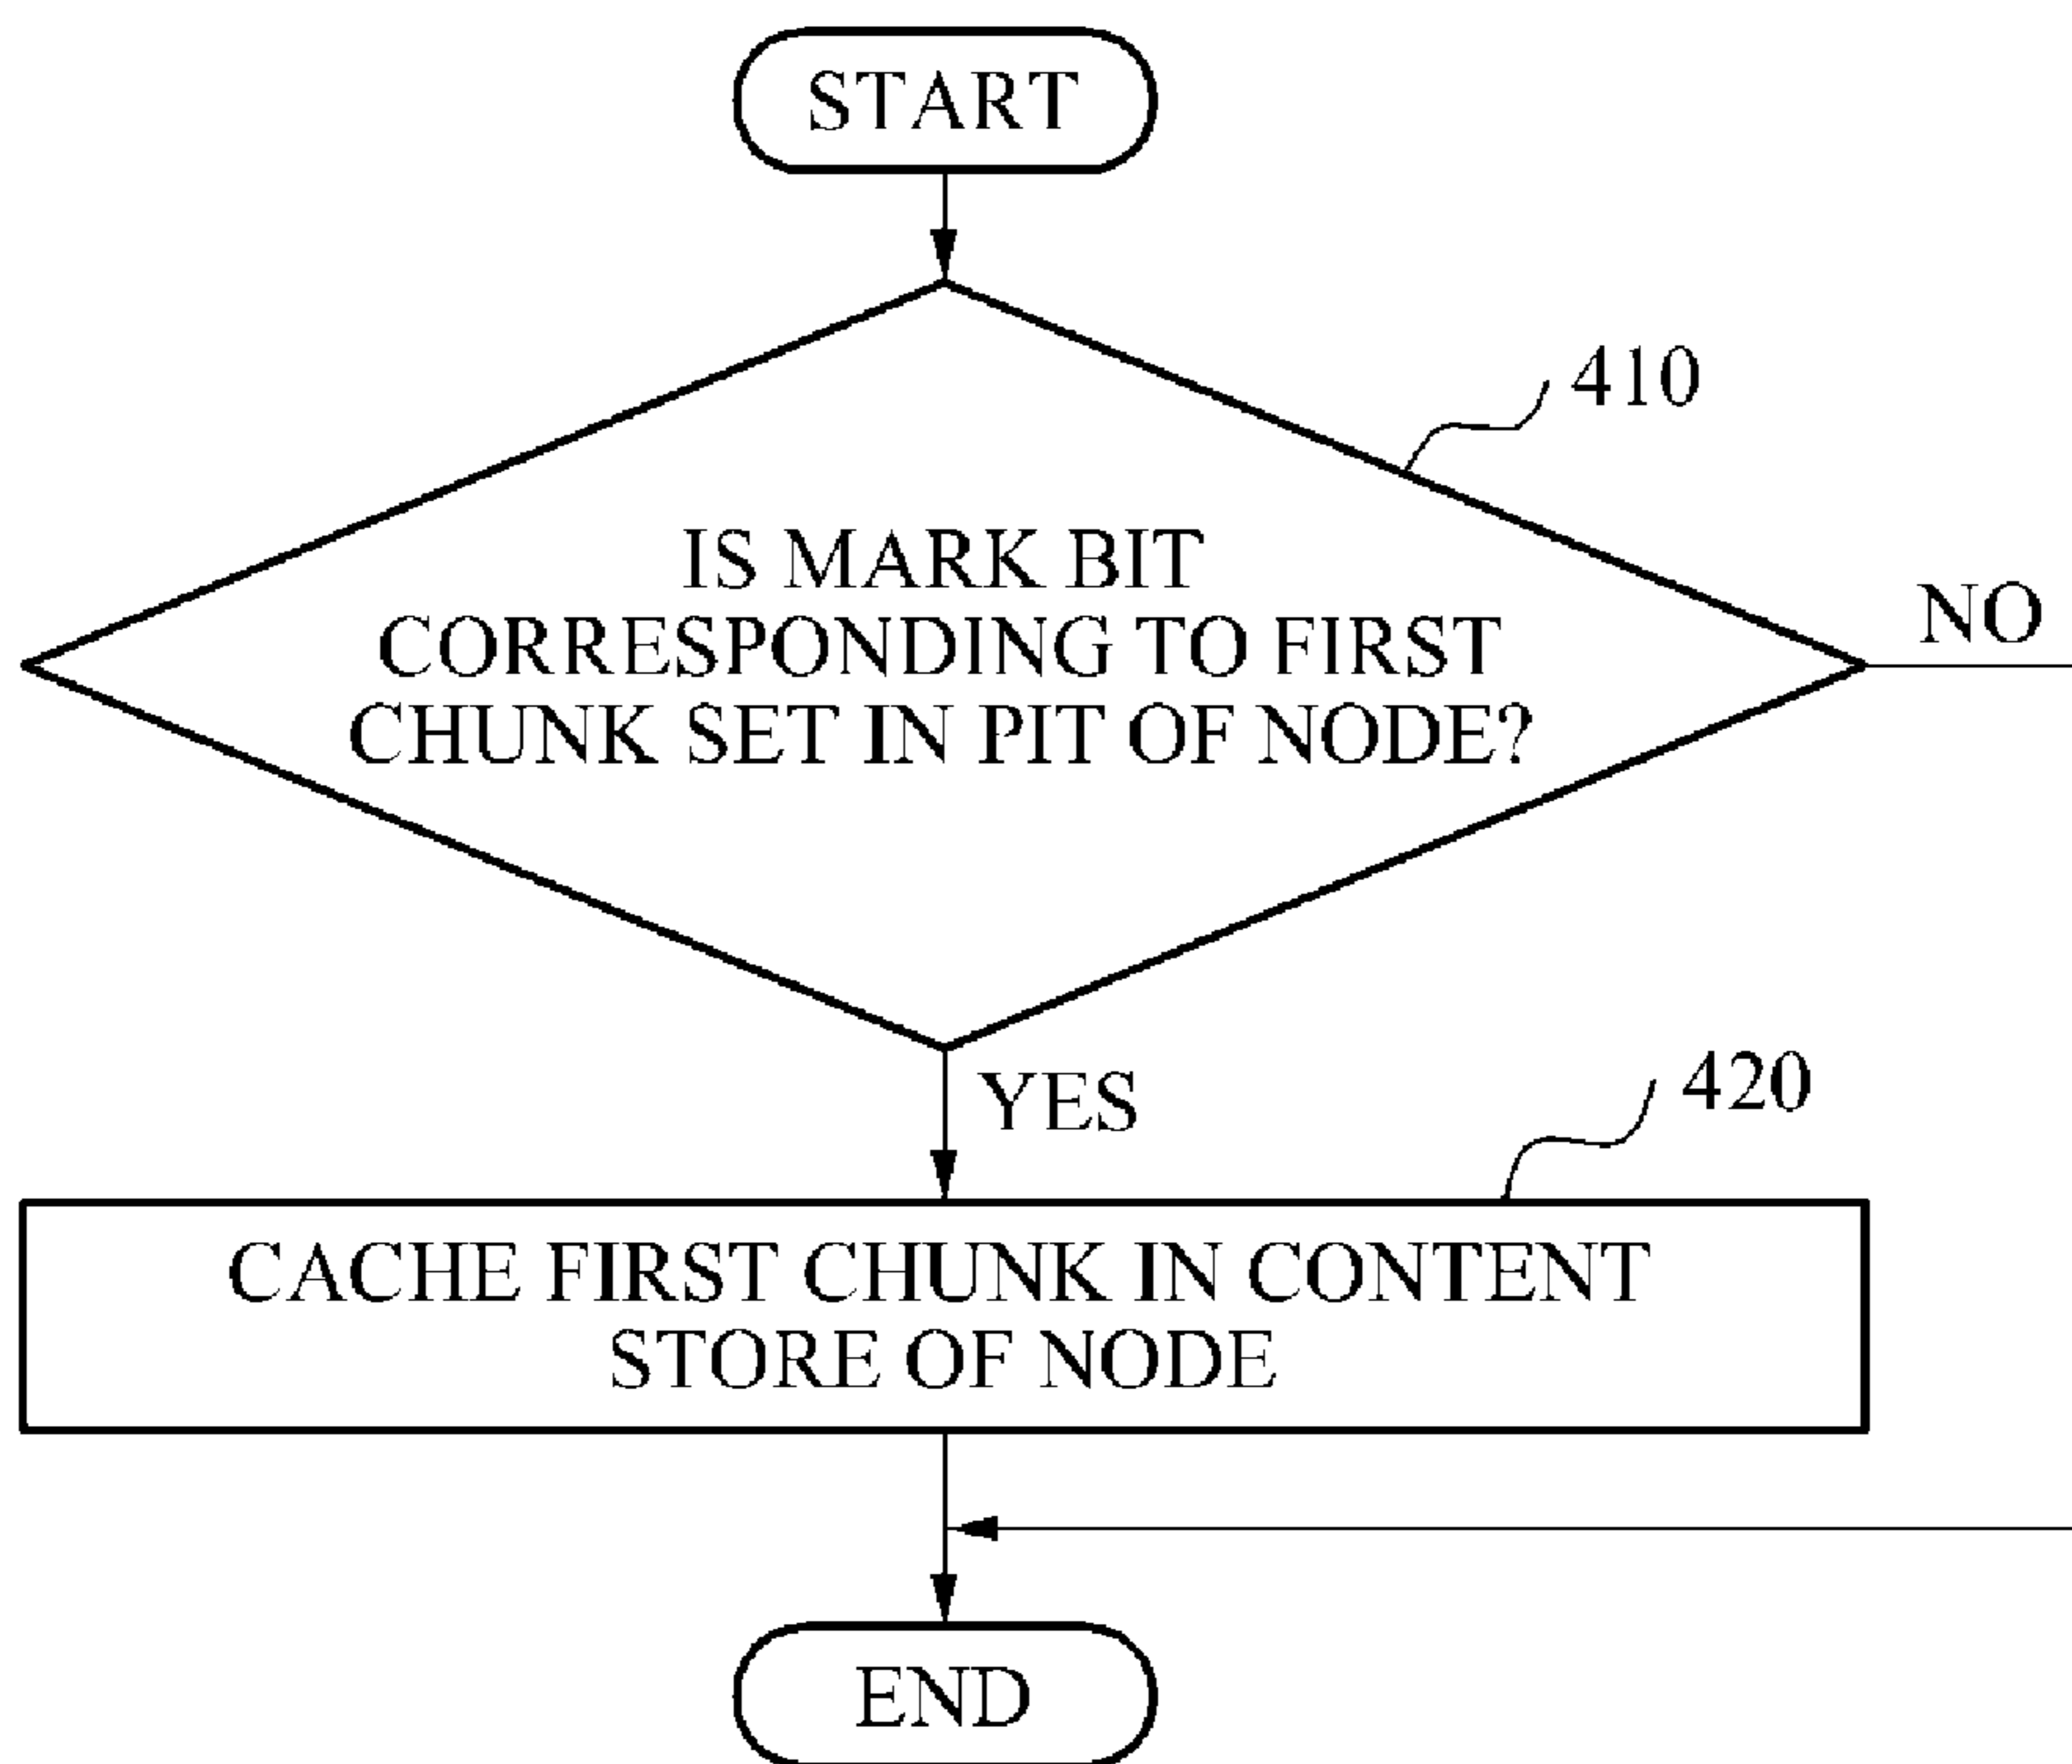 START
410
IS MARK BIT
CORRESPONDING TO FIRST
CHUNK SET IN PIT OF NODE?
NO
YES
420
CACHE FIRST CHUNK IN CONTENT
STORE OF NODE
END